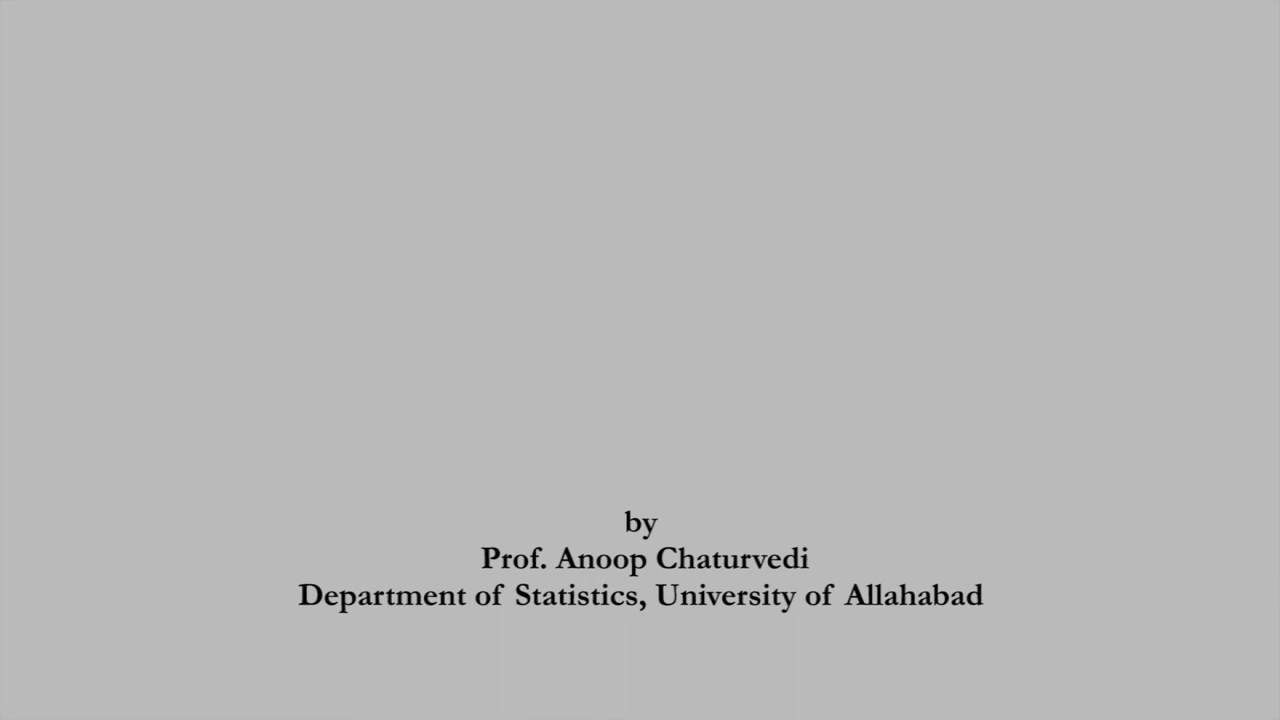 by
Prof. Anoop Chaturvedi
Department of Statistics, University of Allahabad